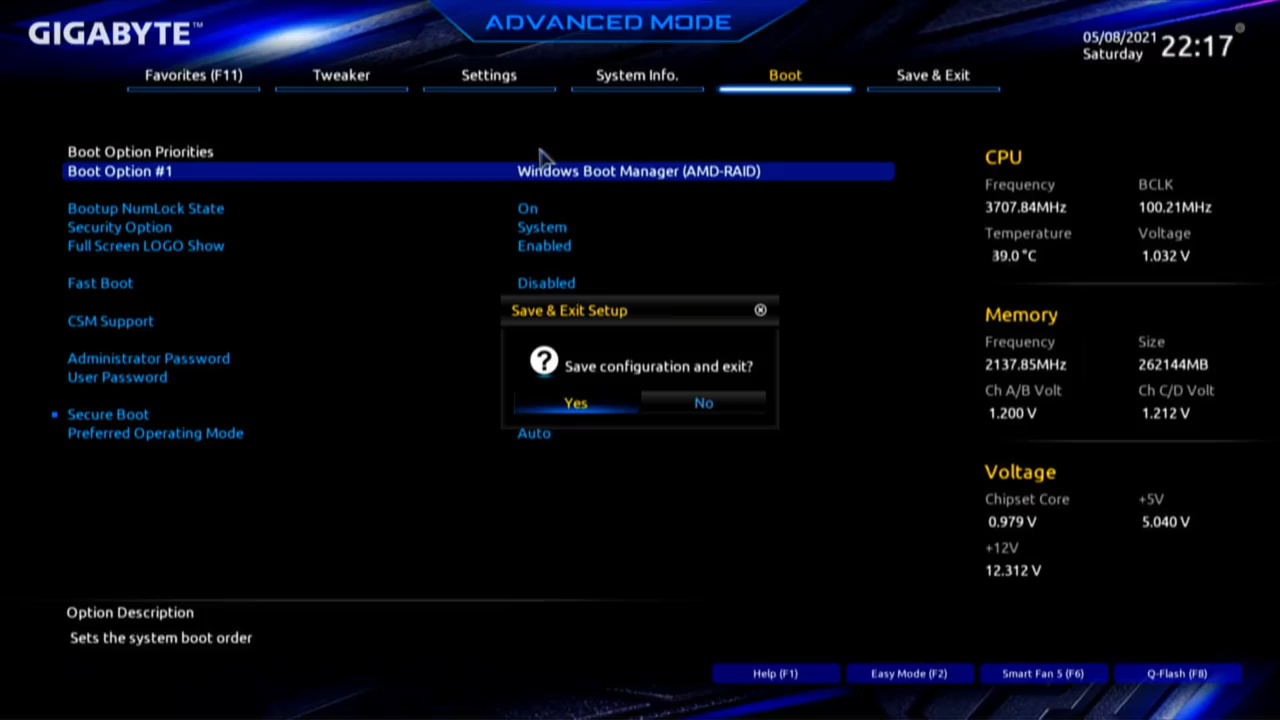 GIGABYTE™
ADVANCED MODE
05/08/2021
Saturday
22:17
Favorites (F11)
Tweaker
Settings
System Info.
Boot
Save & Exit
Boot Option Priorities
Boot Option #1 Windows Boot Manager (AMD-RAID)
Bootup NumLock State On
Security Option System
Full Screen LOGO Show Enabled
Fast Boot Disabled
CSM Support
Administrator Password
User Password
Secure Boot
Preferred Operating Mode Auto
Save & Exit Setup
Save configuration and exit?
Yes No
CPU
Frequency BCLK
3707.84MHz 100.21MHz
Temperature Voltage
39.0 °C 1.032 V
Memory
Frequency Size
2137.85MHz 262144MB
Ch A/B Volt Ch C/D Volt
1.200 V 1.212 V
Voltage
Chipset Core +5V
0.979 V 5.040 V
+12V
12.312 V
Option Description
Sets the system boot order
Help (F1) Easy Mode (F2) Smart Fan 5 (F6) Q-Flash (F8)